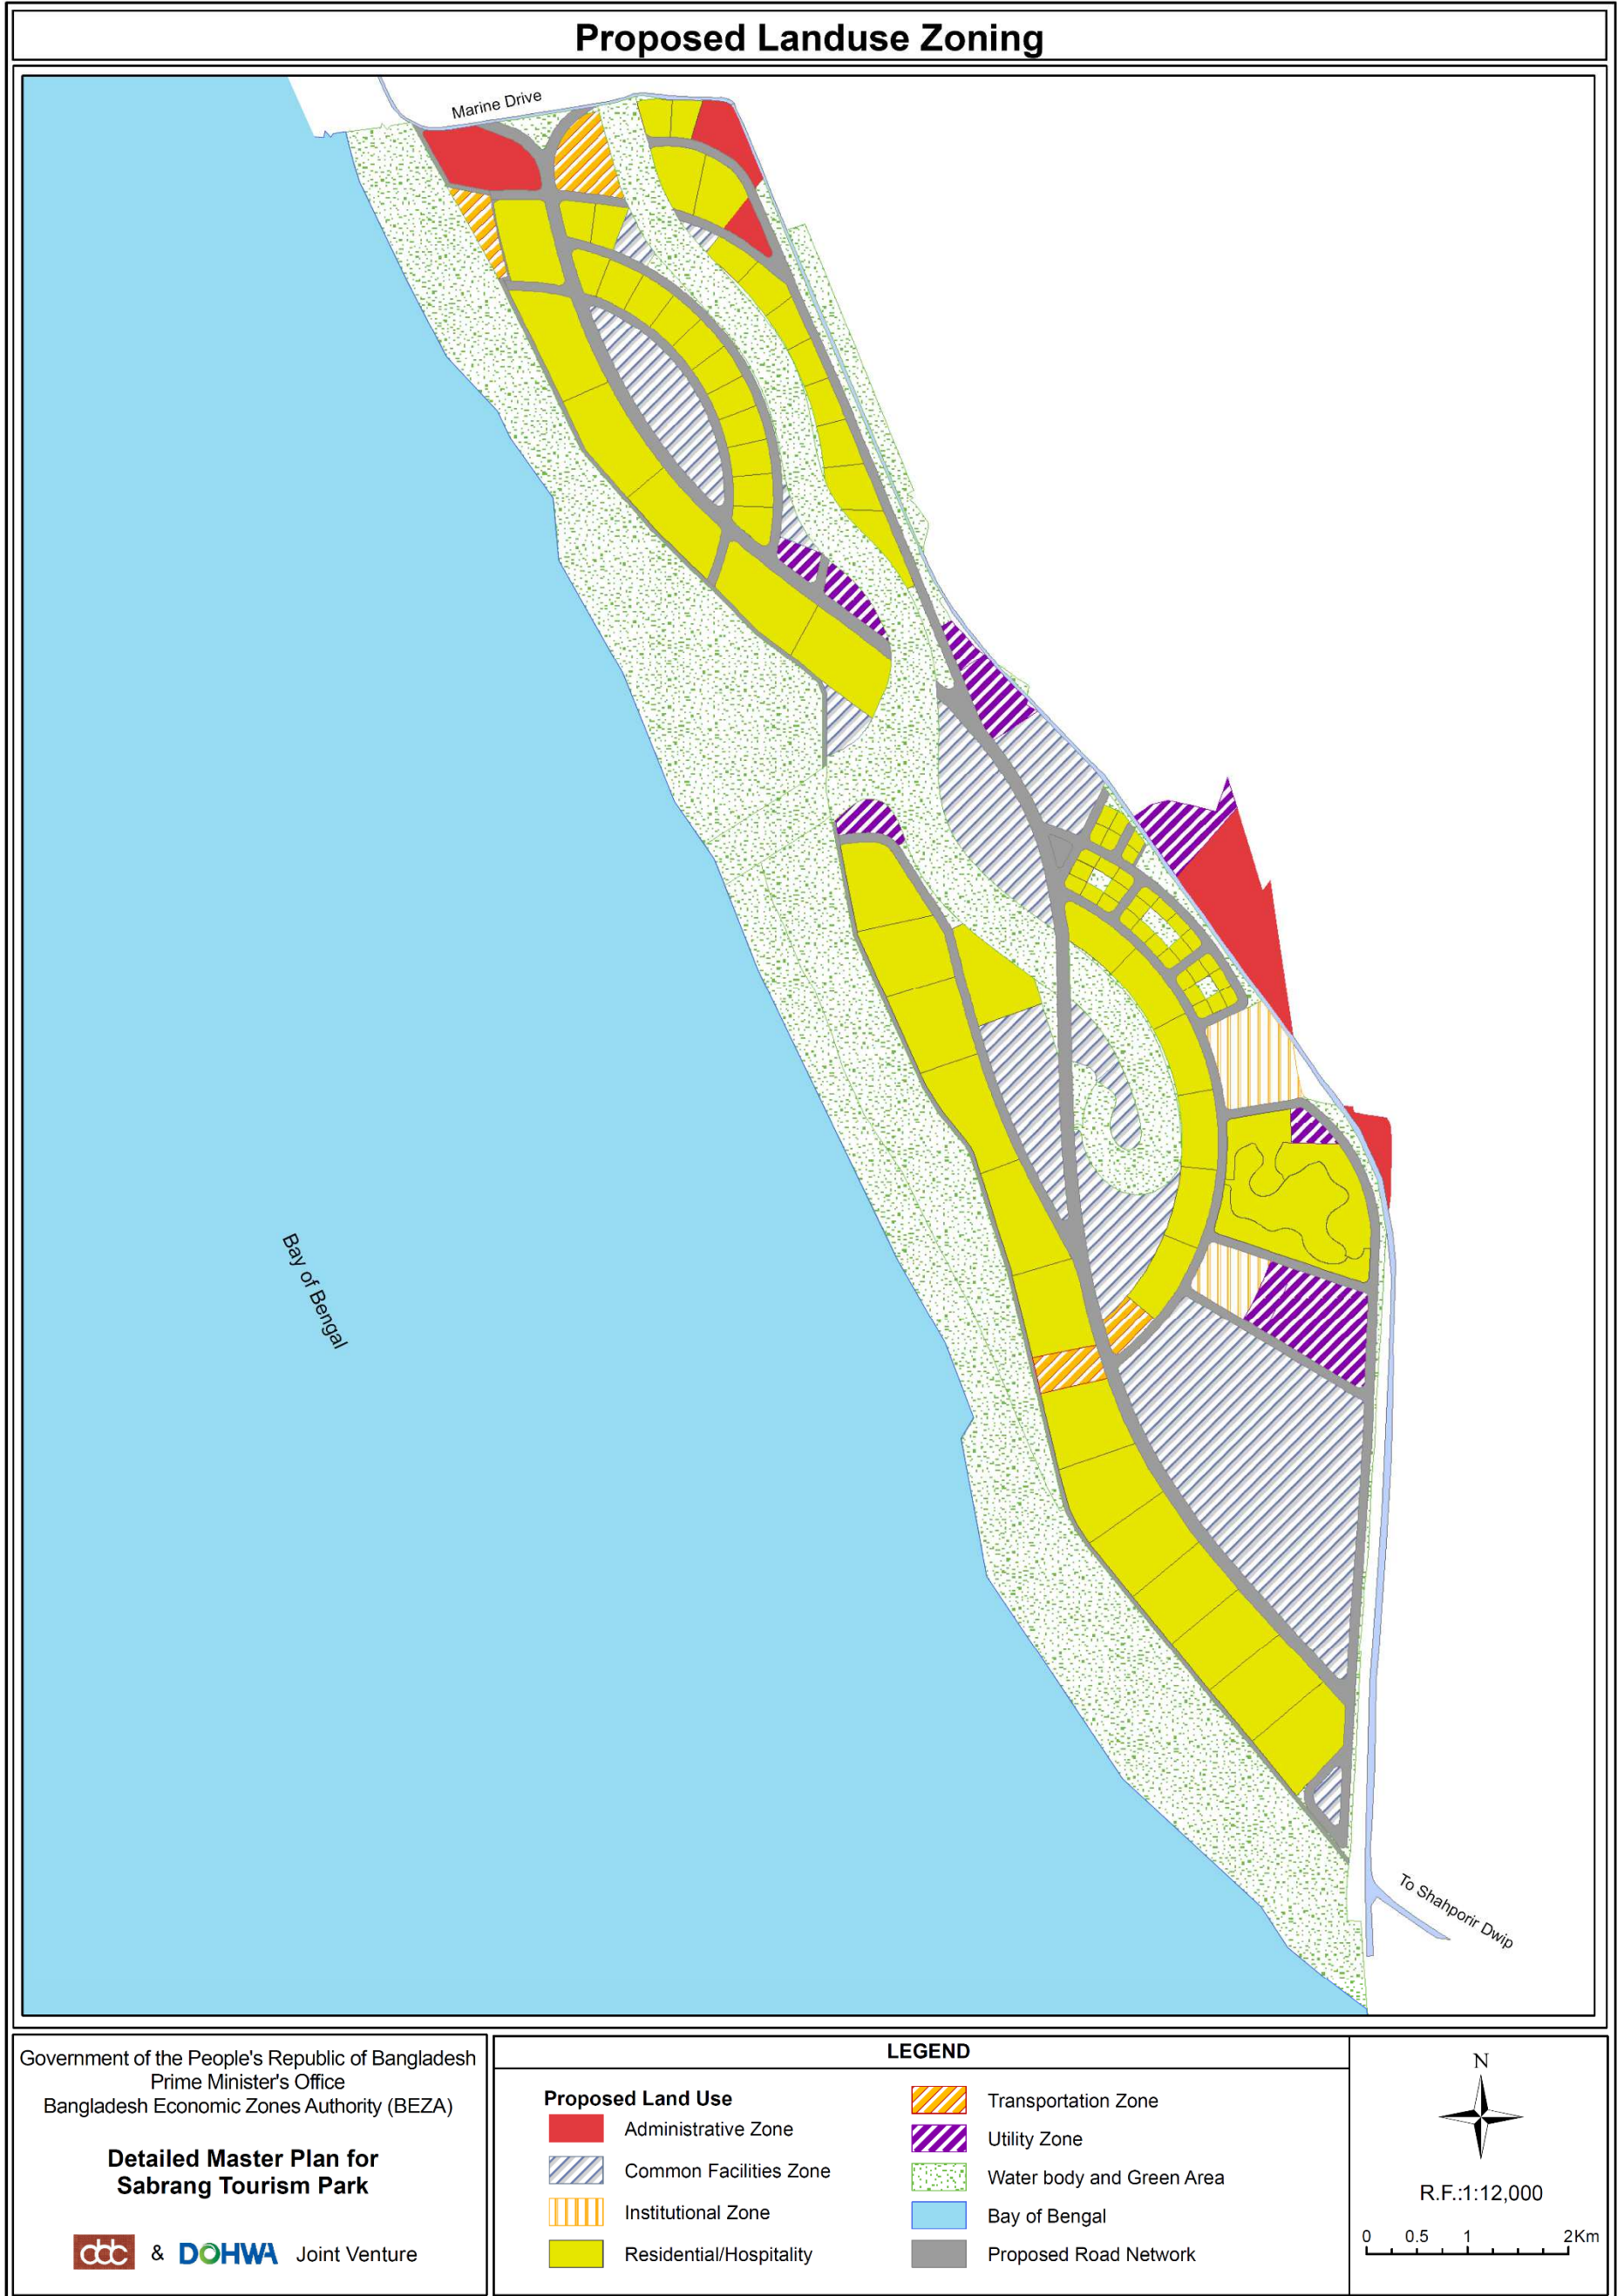 Proposed Landuse Zoning
Marine Drive
Bay of Bengal
To Shahporir Dwip
Government of the People's Republic of Bangladesh
Prime Minister's Office
Bangladesh Economic Zones Authority (BEZA)
Detailed Master Plan for
Sabrang Tourism Park
& DOHWA Joint Venture
LEGEND
Proposed Land Use
Administrative Zone
Common Facilities Zone
Institutional Zone
Residential/Hospitality
Transportation Zone
Utility Zone
Water body and Green Area
Bay of Bengal
Proposed Road Network
N
R.F.:1:12,000
0 0.5 1 2Km